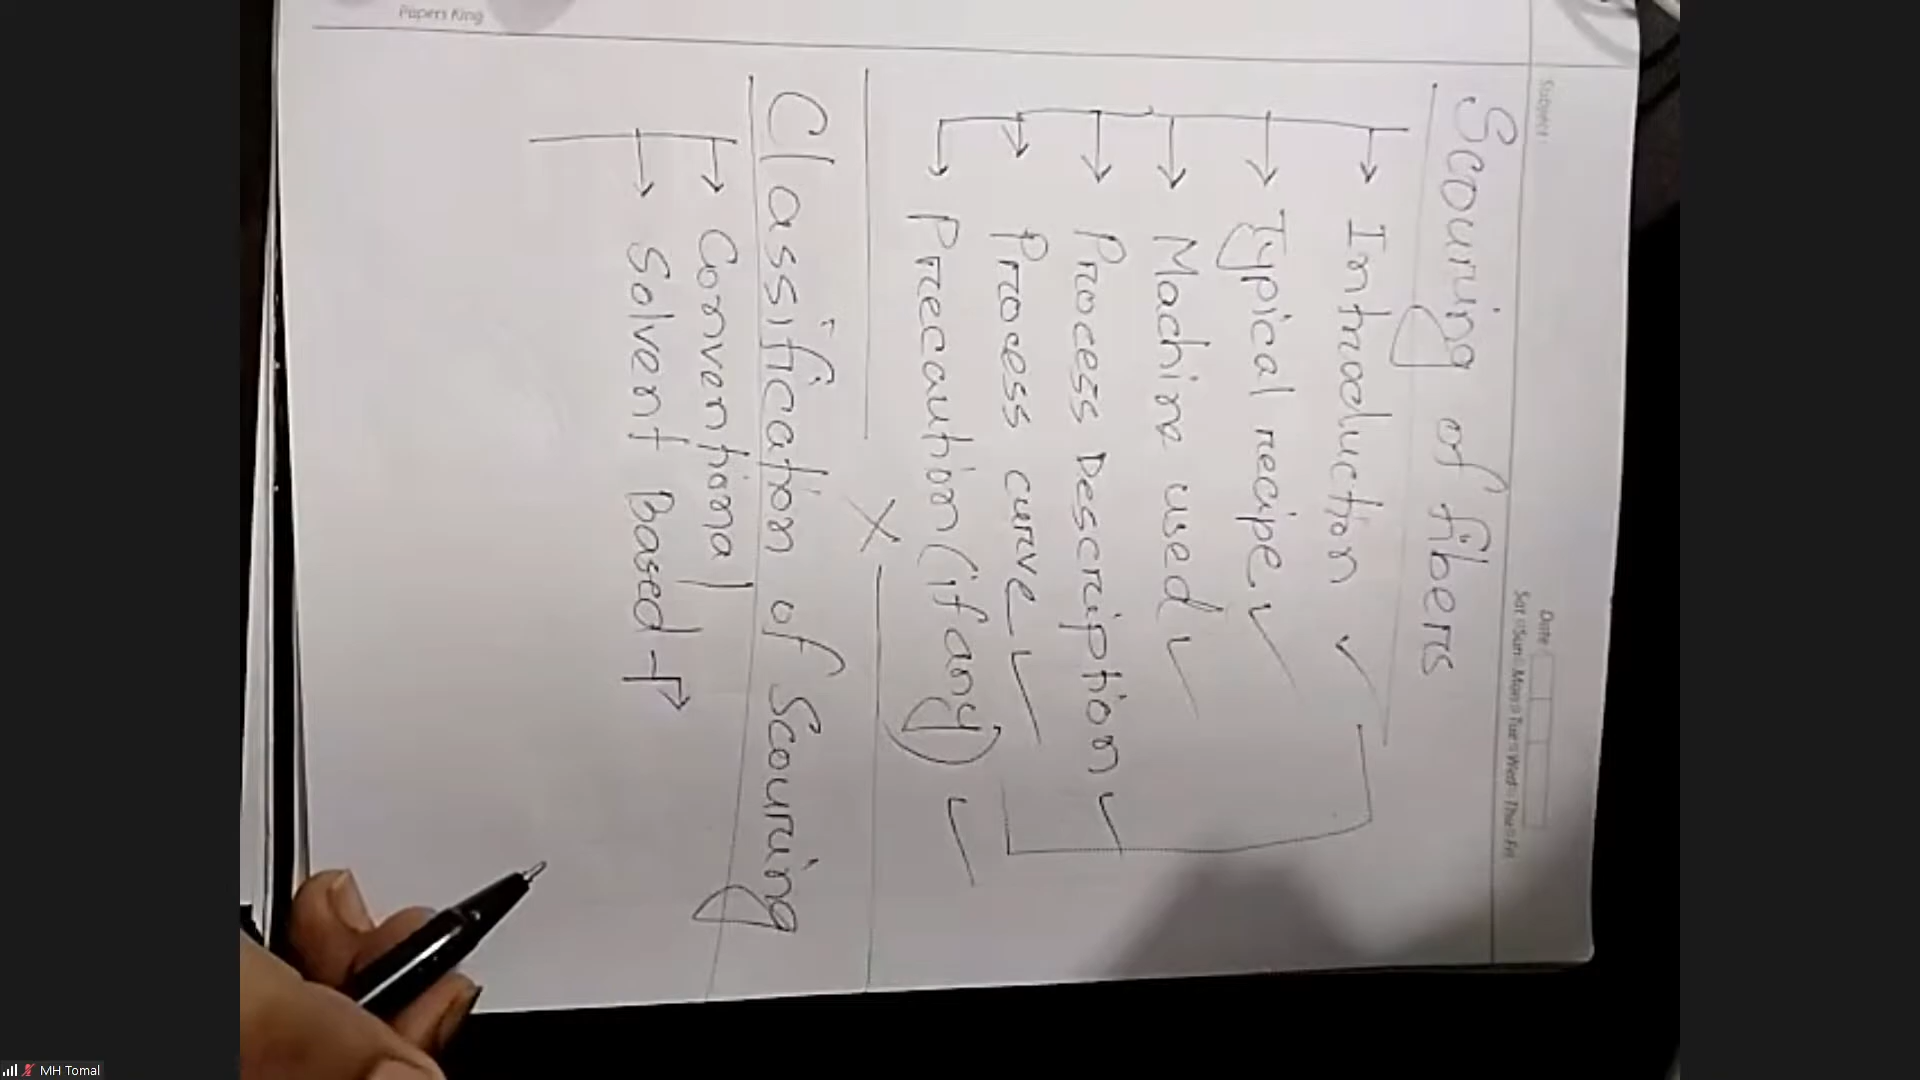 Subject:
Date
Sat Sun Mon Tue Wed Thu Fri
Scouring of fibers
Introduction
Typical recipe
Machine used
Process Description
Process curve
Precaution (if any)
Classification of Scouring
Conventional
Solvent Based
Papers King
MH Tomal